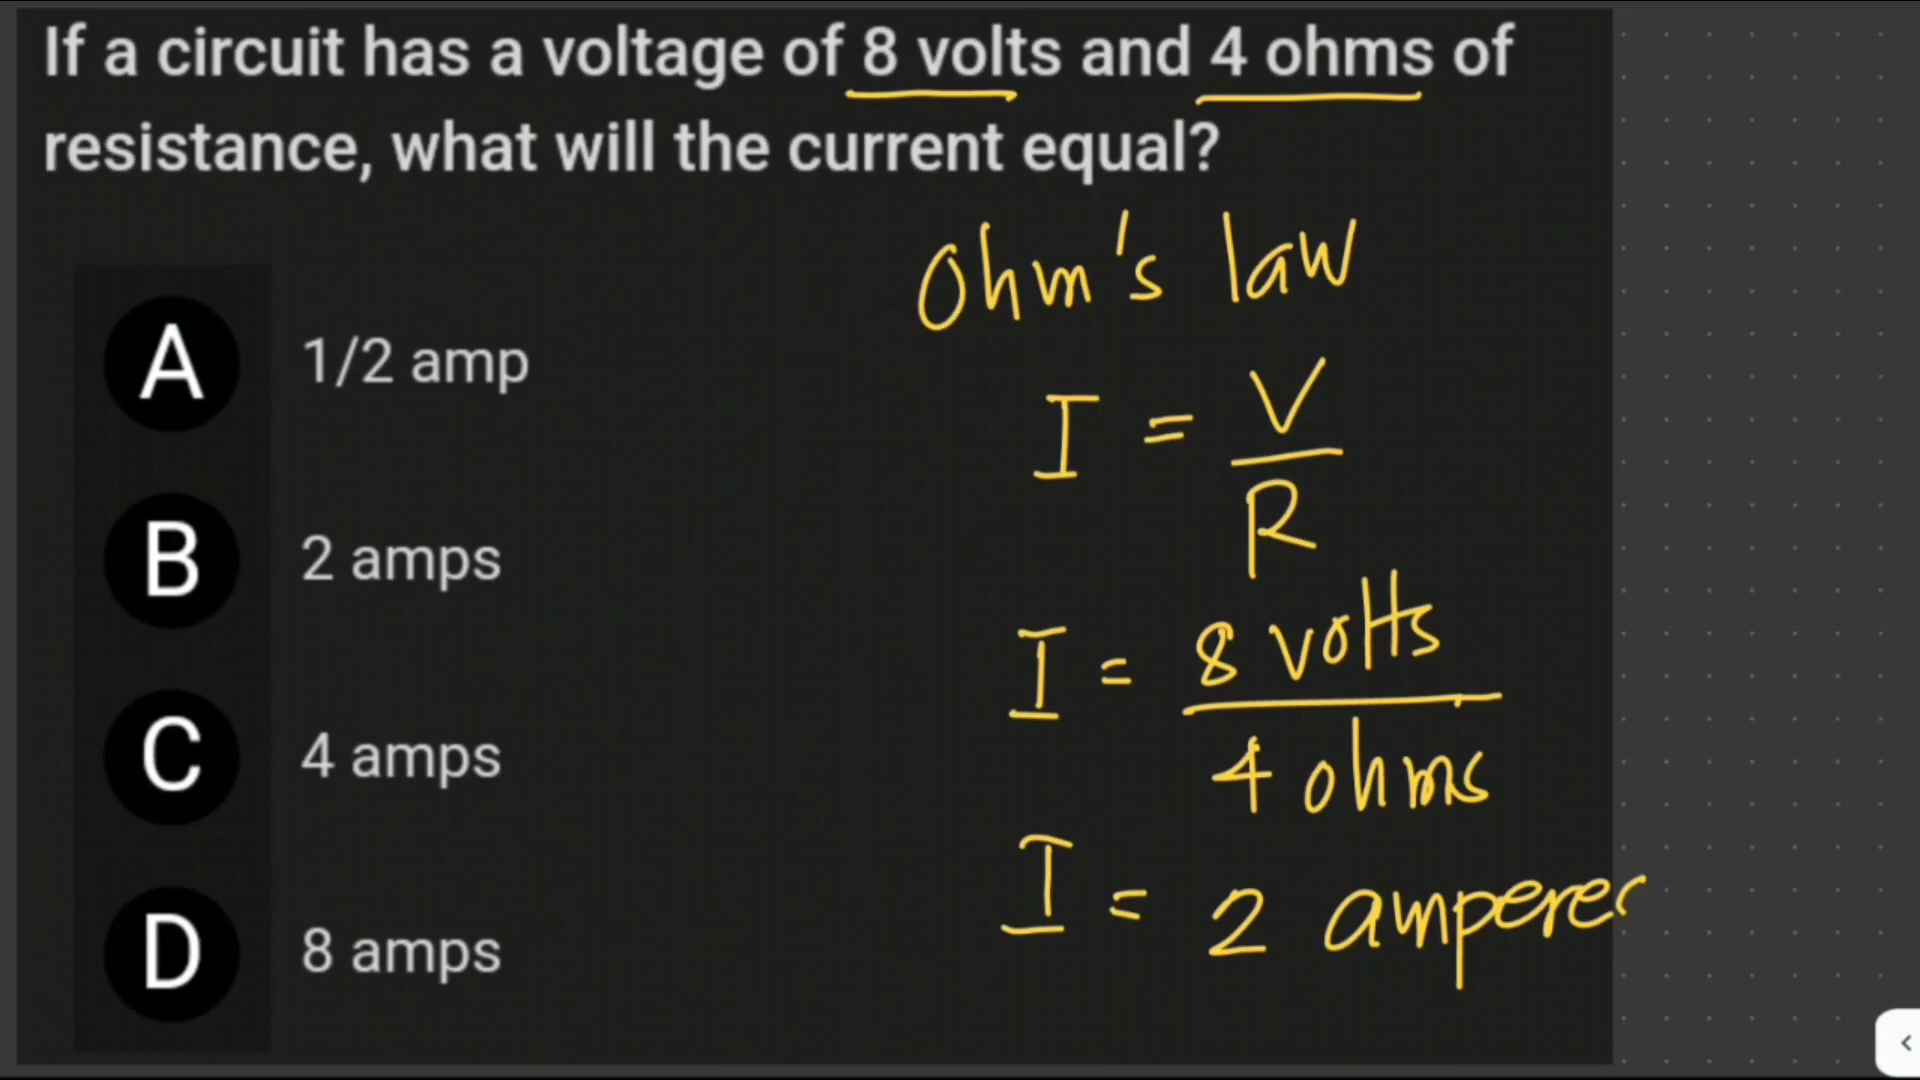 If a circuit has a voltage of 8 volts and 4 ohms of
resistance, what will the current equal?
A 1/2 amp
B 2 amps
C 4 amps
D 8 amps
Ohm's law
I = V
R
I = 8 volts
4 ohms
I = 2 amperes
<